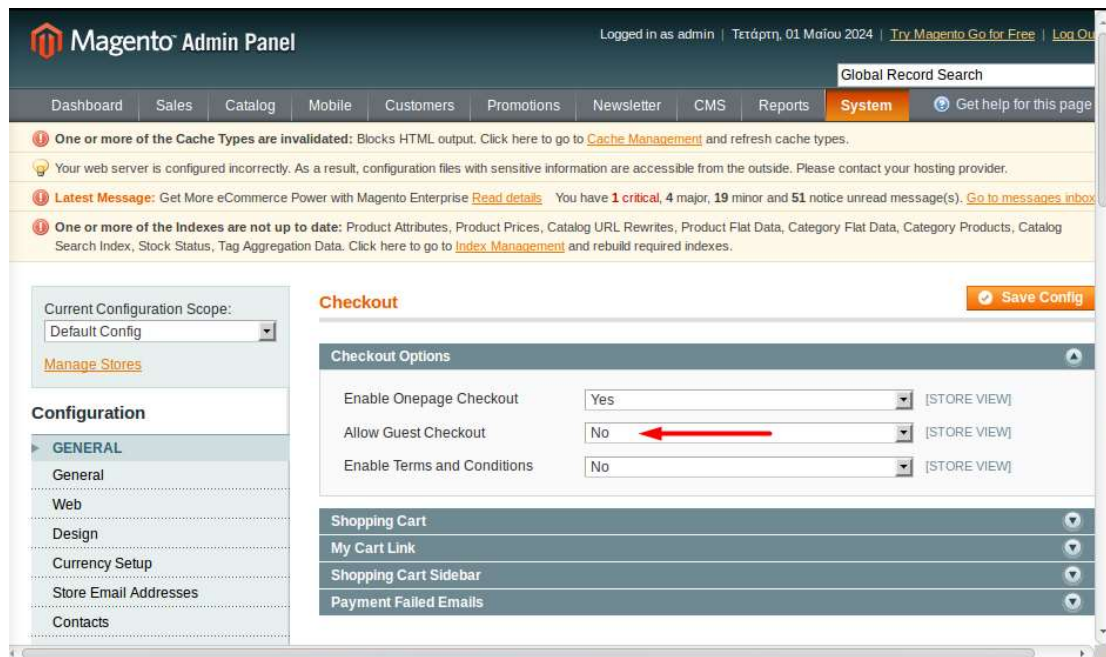 Magento Admin Panel
Logged in as admin | Τετάρτη, 01 Μαΐου 2024 | Try Magento Go for Free | Log Ou
Global Record Search
Dashboard Sales Catalog Mobile Customers Promotions Newsletter CMS Reports System Get help for this page
One or more of the Cache Types are invalidated: Blocks HTML output. Click here to go to Cache Management and refresh cache types.
Your web server is configured incorrectly. As a result, configuration files with sensitive information are accessible from the outside. Please contact your hosting provider.
Latest Message: Get More eCommerce Power with Magento Enterprise Read details You have 1 critical, 4 major, 19 minor and 51 notice unread message(s). Go to messages inbox
One or more of the Indexes are not up to date: Product Attributes, Product Prices, Catalog URL Rewrites, Product Flat Data, Category Flat Data, Category Products, Catalog
Search Index, Stock Status, Tag Aggregation Data. Click here to go to Index Management and rebuild required indexes.
Current Configuration Scope:
Default Config
Manage Stores
Configuration
GENERAL
General
Web
Design
Currency Setup
Store Email Addresses
Contacts
Checkout
Save Config
Checkout Options
Enable Onepage Checkout Yes [STORE VIEW]
Allow Guest Checkout No [STORE VIEW]
Enable Terms and Conditions No [STORE VIEW]
Shopping Cart
My Cart Link
Shopping Cart Sidebar
Payment Failed Emails